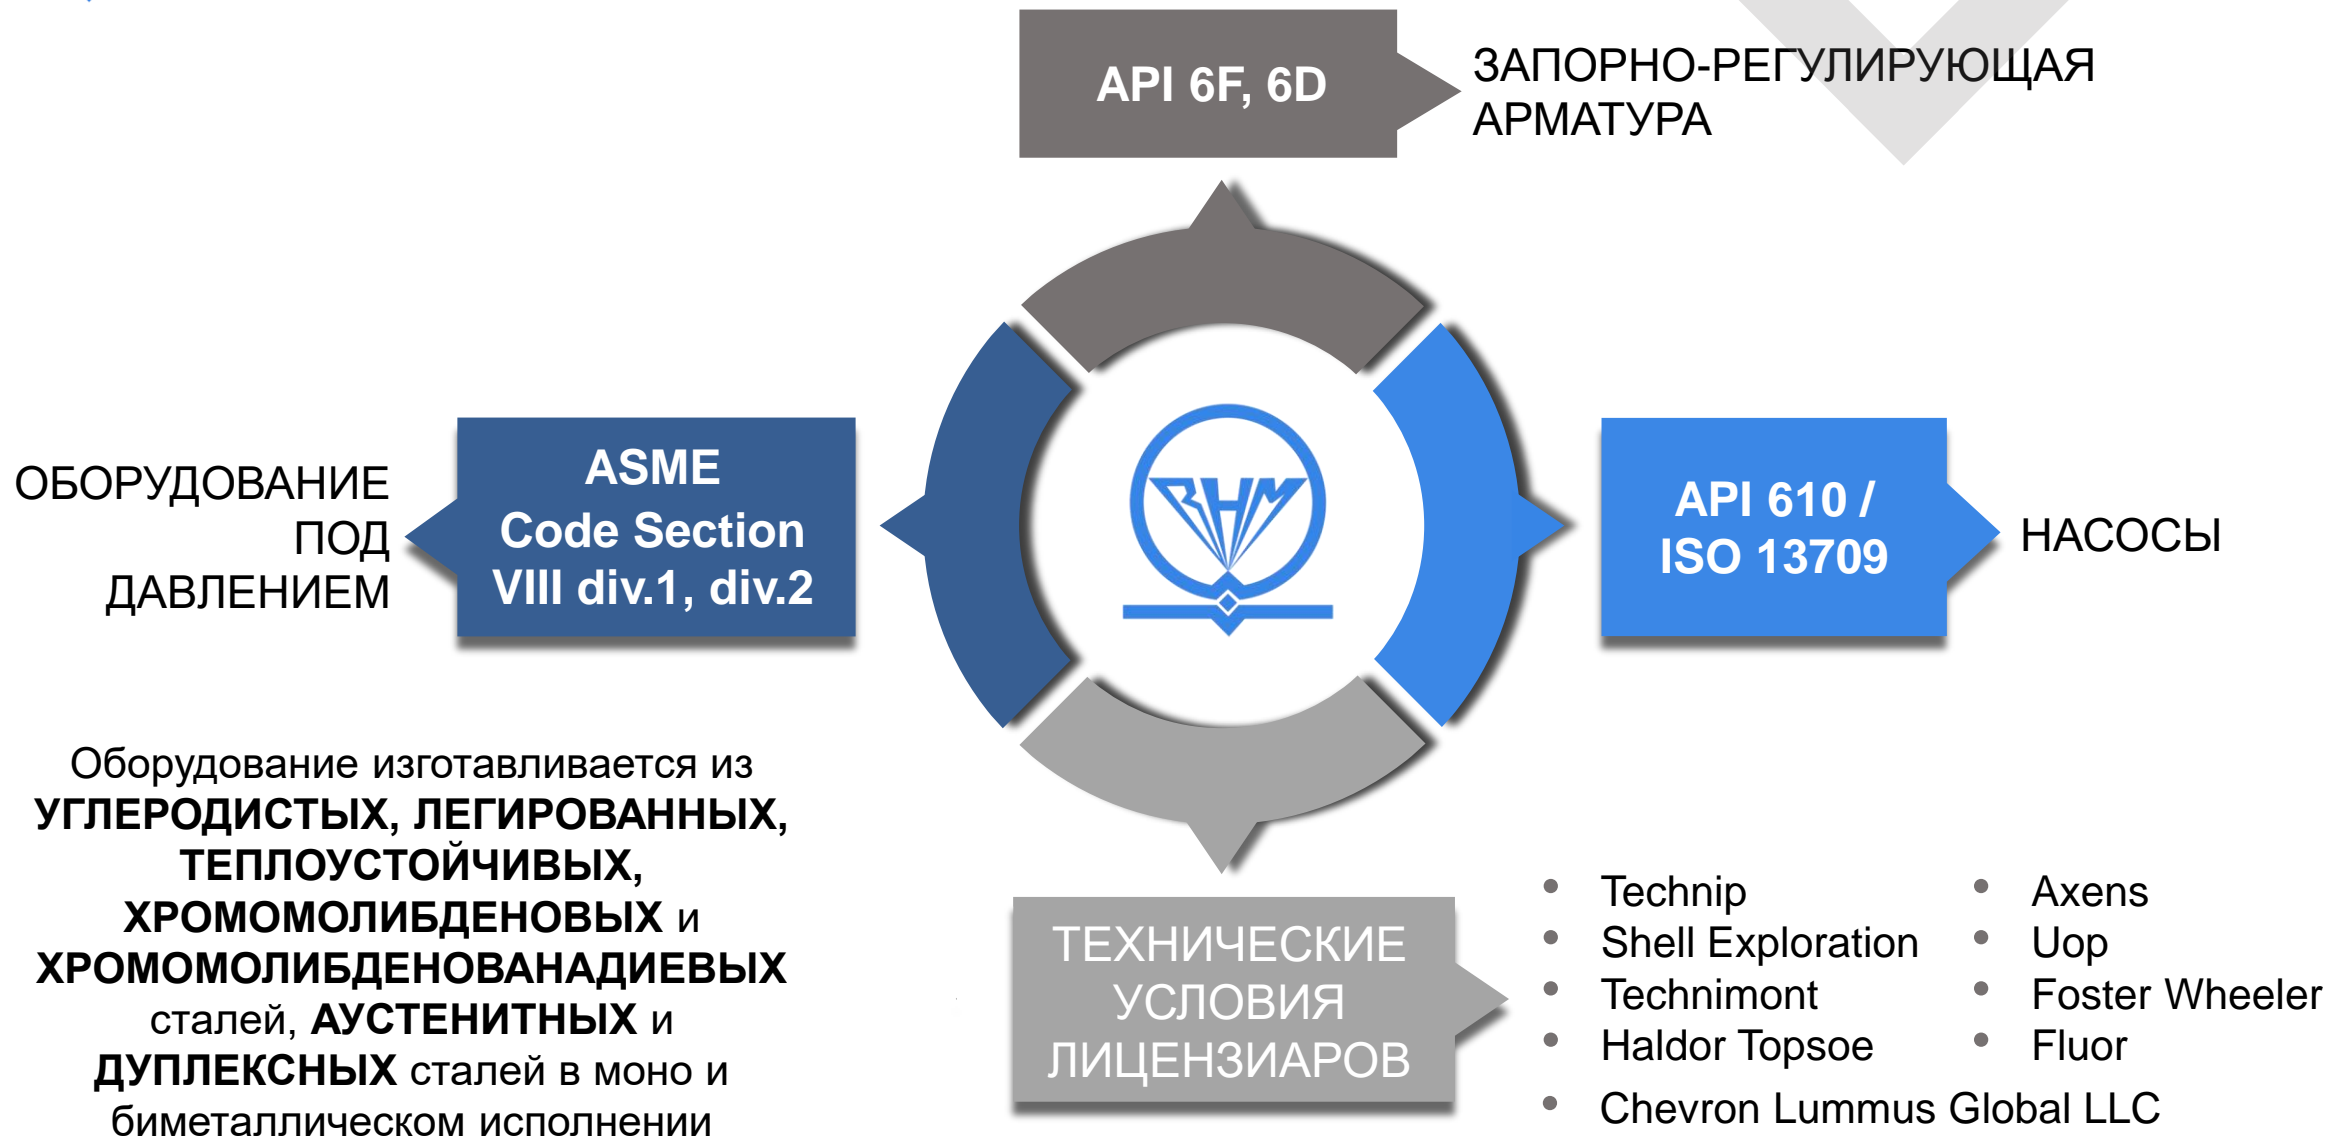 API 6F, 6D
ЗАПОРНО-РЕГУЛИРУЮЩАЯ
АРМАТУРА
ОБОРУДОВАНИЕ
ПОД
ДАВЛЕНИЕМ
ASME
Code Section
VIII div.1, div.2
ВНМ
API 610 /
ISO 13709
НАСОСЫ
Оборудование изготавливается из
УГЛЕРОДИСТЫХ, ЛЕГИРОВАННЫХ,
ТЕПЛОУСТОЙЧИВЫХ,
ХРОМОМОЛИБДЕНОВЫХ и
ХРОМОМОЛИБДЕНОВАНАДИЕВЫХ
сталей, АУСТЕНИТНЫХ и
ДУПЛЕКСНЫХ сталей в моно и
биметаллическом исполнении
ТЕХНИЧЕСКИЕ
УСЛОВИЯ
ЛИЦЕНЗИАРОВ
• Technip
• Shell Exploration
• Technimont
• Haldor Topsoe
• Chevron Lummus Global LLC
• Axens
• Uop
• Foster Wheeler
• Fluor